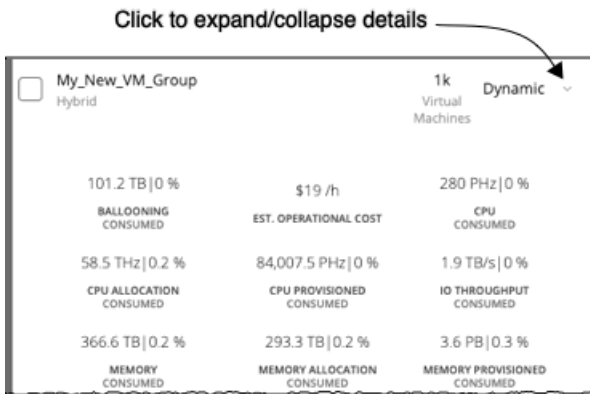 Click to expand/collapse details
My_New_VM_Group
Hybrid
1k
Virtual
Machines
Dynamic
101.2 TB|0 %
BALLOONING
CONSUMED
$19 /h
EST. OPERATIONAL COST
280 PHz|0 %
CPU
CONSUMED
58.5 THz|0.2 %
CPU ALLOCATION
CONSUMED
84,007.5 PHz|0 %
CPU PROVISIONED
CONSUMED
1.9 TB/s|0 %
IO THROUGHPUT
CONSUMED
366.6 TB|0.2 %
MEMORY
CONSUMED
293.3 TB|0.2 %
MEMORY ALLOCATION
CONSUMED
3.6 PB|0.3 %
MEMORY PROVISIONED
CONSUMED